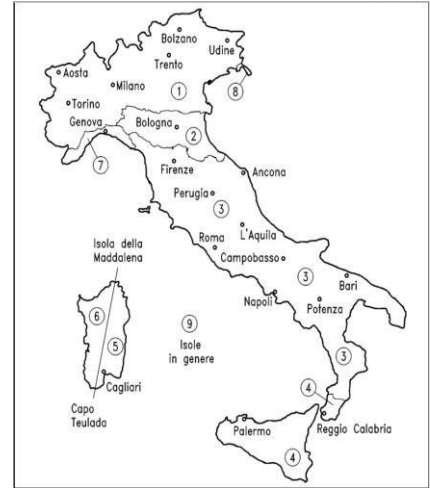 Bolzano
Udine
Trento
Aosta
Milano
1
8
Torino
Genova
Bologna
2
7
Firenze
Ancona
Perugia
3
L'Aquila
Roma
Campobasso
3
Bari
Napoli
Potenza
Isola della
Maddalena
6
5
9
Isole
in genere
3
Cagliari
Capo
Teulada
4
Palermo
Reggio Calabria
4